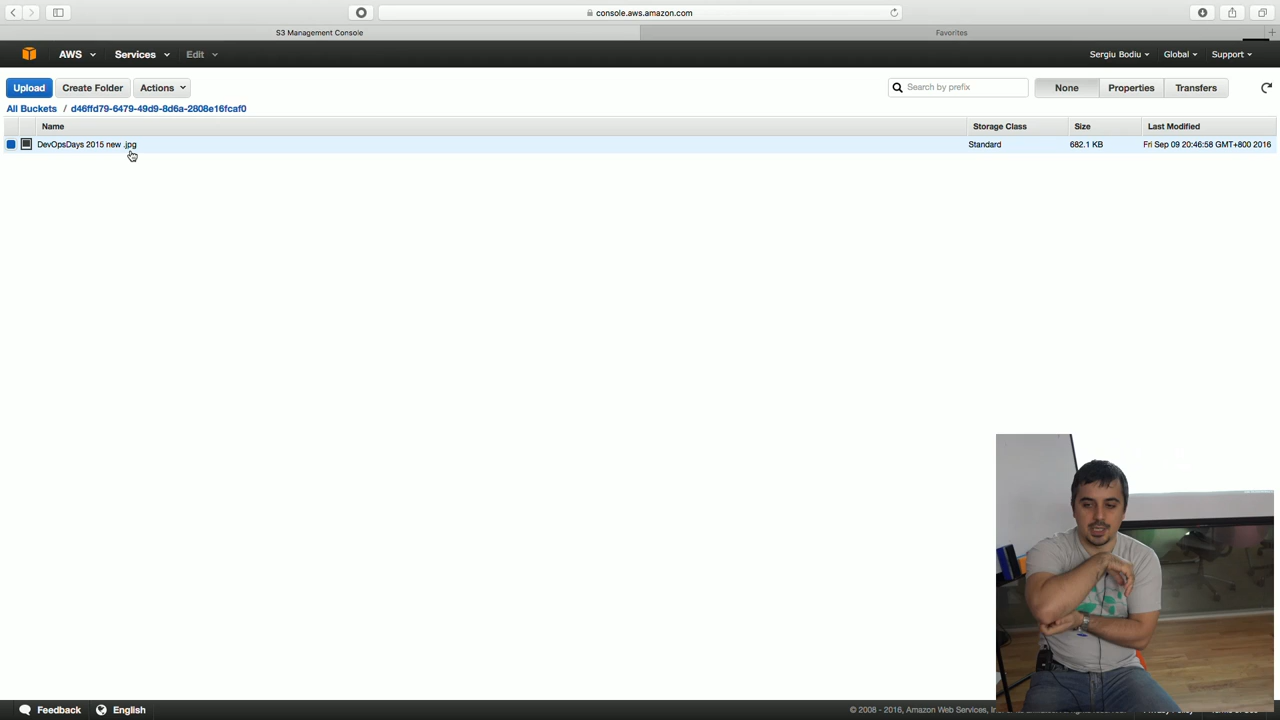 console.aws.amazon.com
S3 Management Console
Favorites
AWS Services Edit Sergiu Bodiu Global Support
Upload Create Folder Actions Search by prefix None Properties Transfers
All Buckets / d46ffd79-6479-49d9-8d6a-2808e16fcaf0
Name Storage Class Size Last Modified
DevOpsDays 2015 new .jpg Standard 682.1 KB Fri Sep 09 20:46:58 GMT+800 2016
Feedback English © 2008 - 2016, Amazon Web Services,